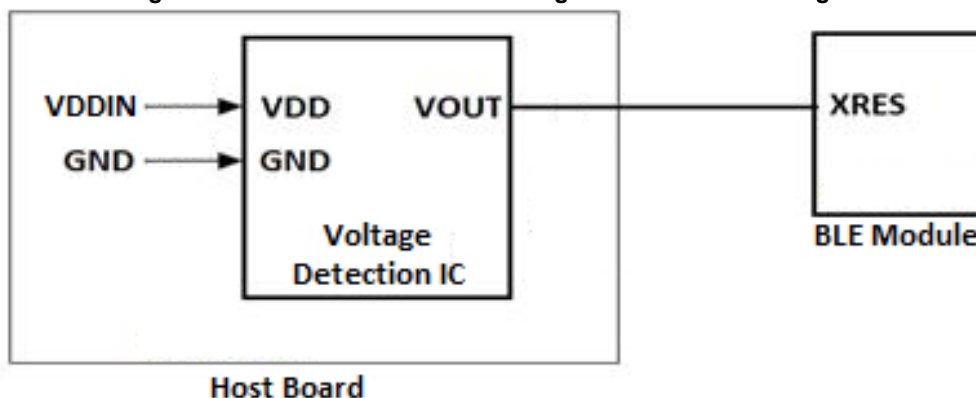 VDDIN VDD VOUT XRES
GND GND
Voltage
Detection IC
BLE Module
Host Board